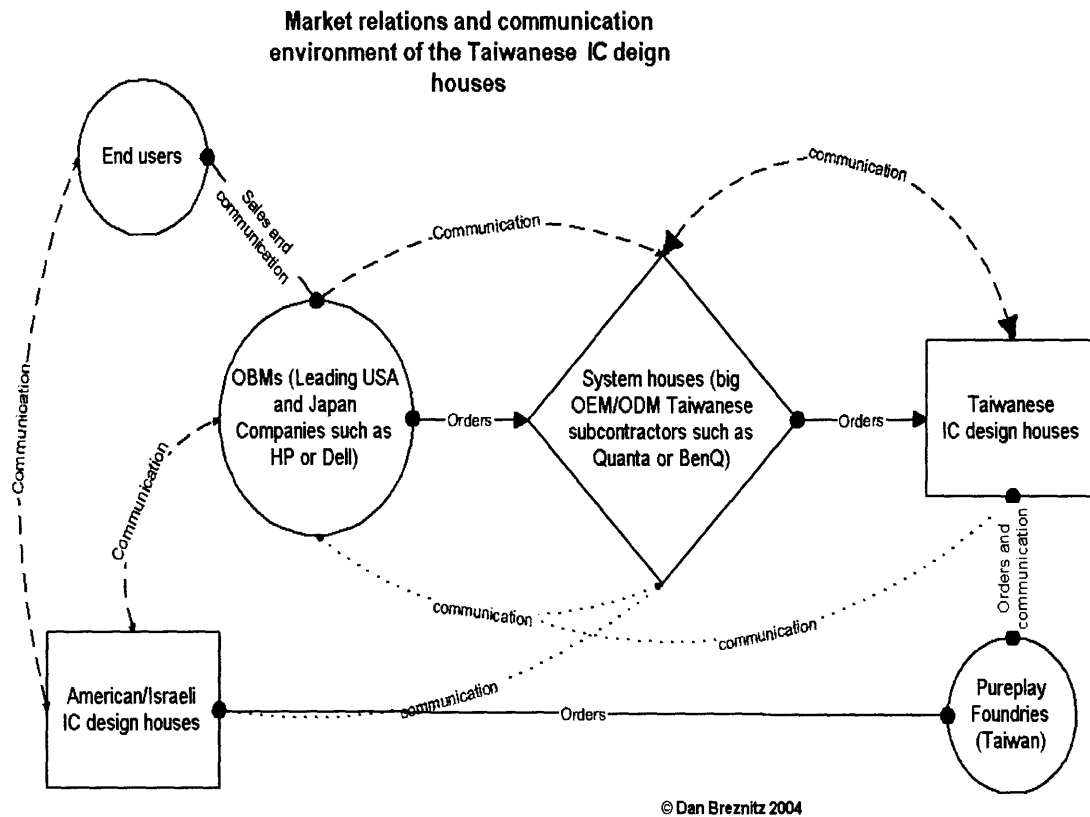 Market relations and communication
environment of the Taiwanese IC deign
houses
End users
Sales and
communication
Communication
communication
Communication
OBMs (Leading USA
and Japan
Companies such as
HP or Dell)
Orders
System houses (big
OEM/ODM Taiwanese
subcontractors such as
Quanta or BenQ)
Orders
Taiwanese
IC design houses
Communication
Orders and
communication
communication
communication
American/Israeli
IC design houses
communication
Orders
Pureplay
Foundries
(Taiwan)
© Dan Breznitz 2004